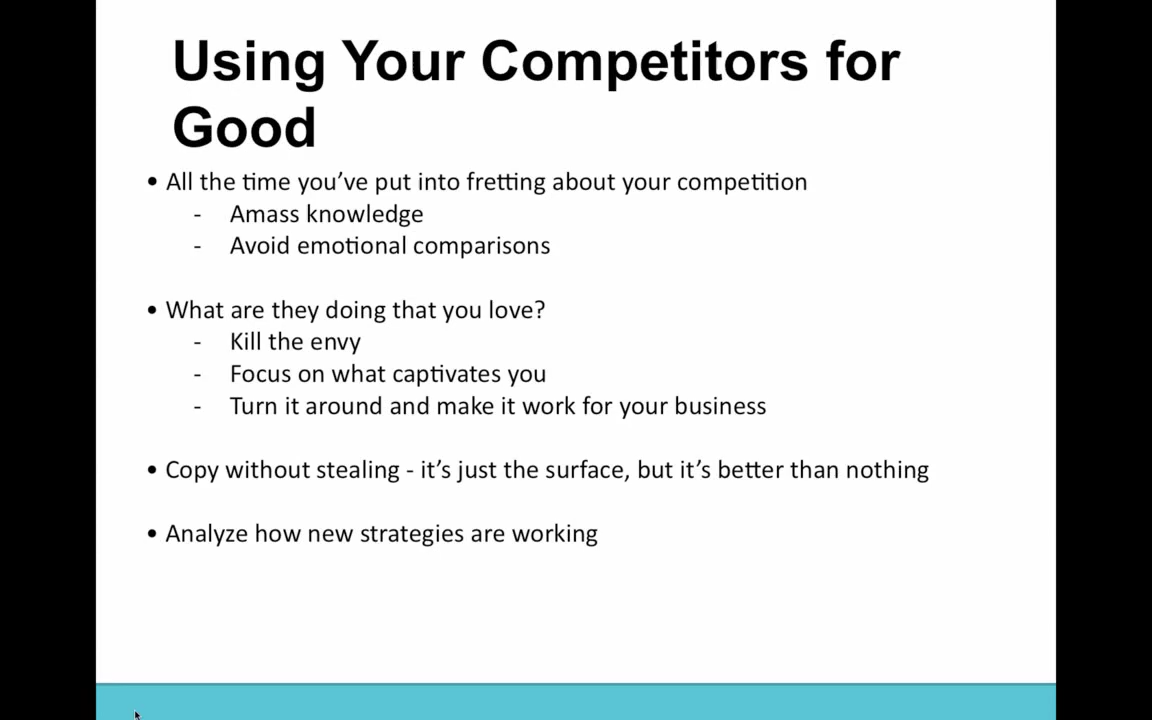 Using Your Competitors for
Good
• All the time you’ve put into fretting about your competition
- Amass knowledge
- Avoid emotional comparisons
• What are they doing that you love?
- Kill the envy
- Focus on what captivates you
- Turn it around and make it work for your business
• Copy without stealing - it’s just the surface, but it’s better than nothing
• Analyze how new strategies are working